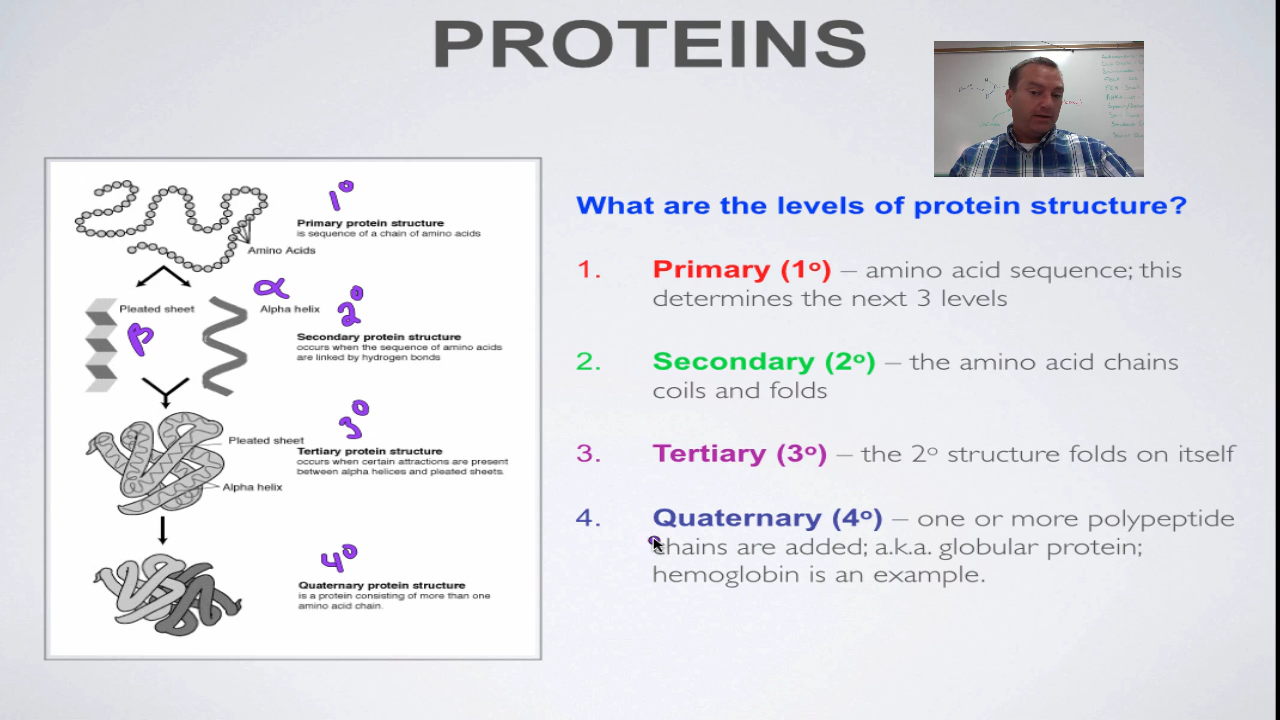 PROTEINS
1°
Primary protein structure
is sequence of a chain of amino acids
Amino Acids
Pleated sheet
α
Alpha helix
2°
β
Secondary protein structure
occurs when the sequence of amino acids
are linked by hydrogen bonds
3°
Pleated sheet
Tertiary protein structure
occurs when certain attractions are present
between alpha helices and pleated sheets.
Alpha helix
4°
Quaternary protein structure
is a protein consisting of more than one
amino acid chain.
What are the levels of protein structure?
1. Primary (1º) – amino acid sequence; this
determines the next 3 levels
2. Secondary (2º) – the amino acid chains
coils and folds
3. Tertiary (3º) – the 2º structure folds on itself
4. Quaternary (4º) – one or more polypeptide
chains are added; a.k.a. globular protein;
hemoglobin is an example.